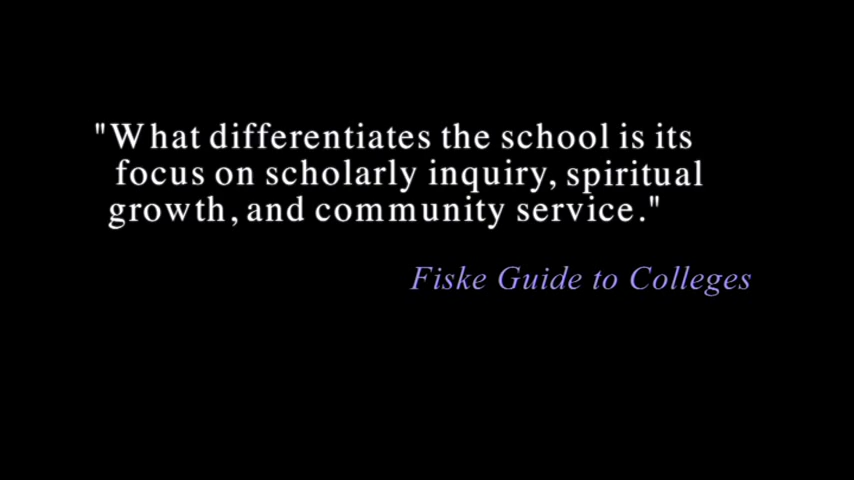 "What differentiates the school is its
focus on scholarly inquiry, spiritual
growth, and community service."
Fiske Guide to Colleges